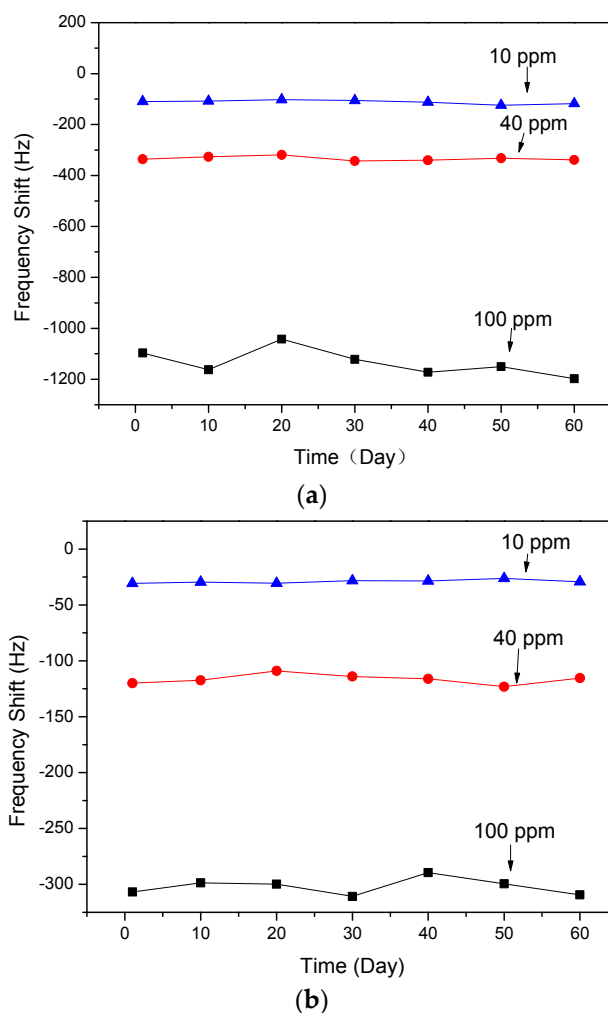 200
0
-200
-400
-600
-800
-1000
-1200
Frequency Shift (Hz)
10 ppm
40 ppm
100 ppm
0 10 20 30 40 50 60
Time（Day）
(a)
0
-50
-100
-150
-200
-250
-300
Frequency Shift (Hz)
10 ppm
40 ppm
100 ppm
0 10 20 30 40 50 60
Time (Day)
(b)